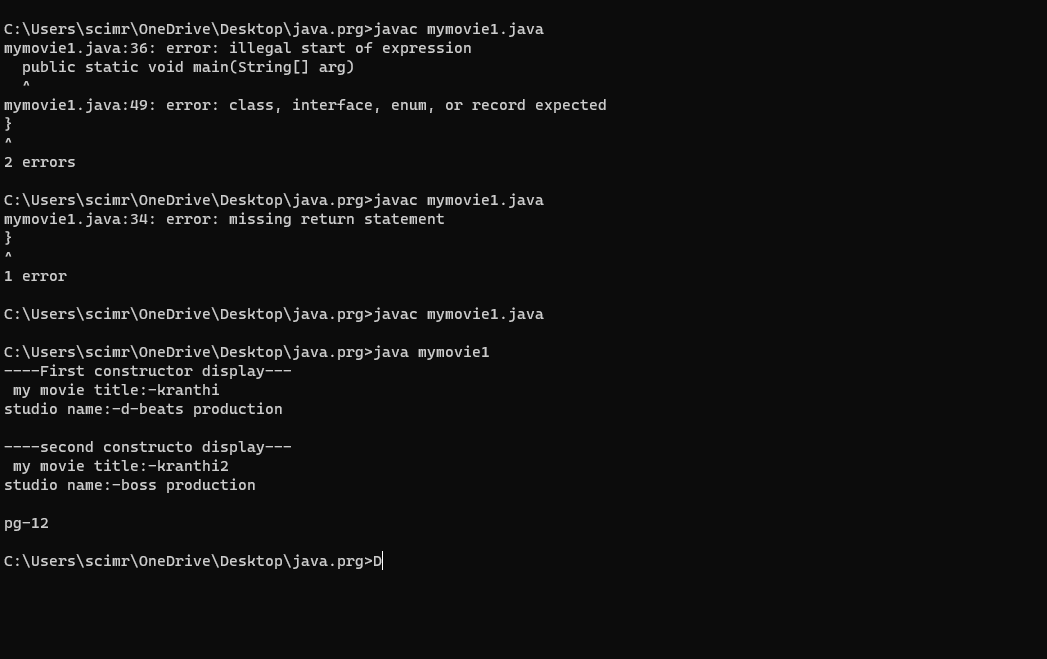 C:\Users\scimr\OneDrive\Desktop\java.prg>javac mymovie1.java
mymovie1.java:36: error: illegal start of expression
  public static void main(String[] arg)
  ^
mymovie1.java:49: error: class, interface, enum, or record expected
}
^
2 errors

C:\Users\scimr\OneDrive\Desktop\java.prg>javac mymovie1.java
mymovie1.java:34: error: missing return statement
}
^
1 error

C:\Users\scimr\OneDrive\Desktop\java.prg>javac mymovie1.java

C:\Users\scimr\OneDrive\Desktop\java.prg>java mymovie1
----First constructor display---
 my movie title:-kranthi
studio name:-d-beats production

----second constructo display---
 my movie title:-kranthi2
studio name:-boss production

pg-12

C:\Users\scimr\OneDrive\Desktop\java.prg>D